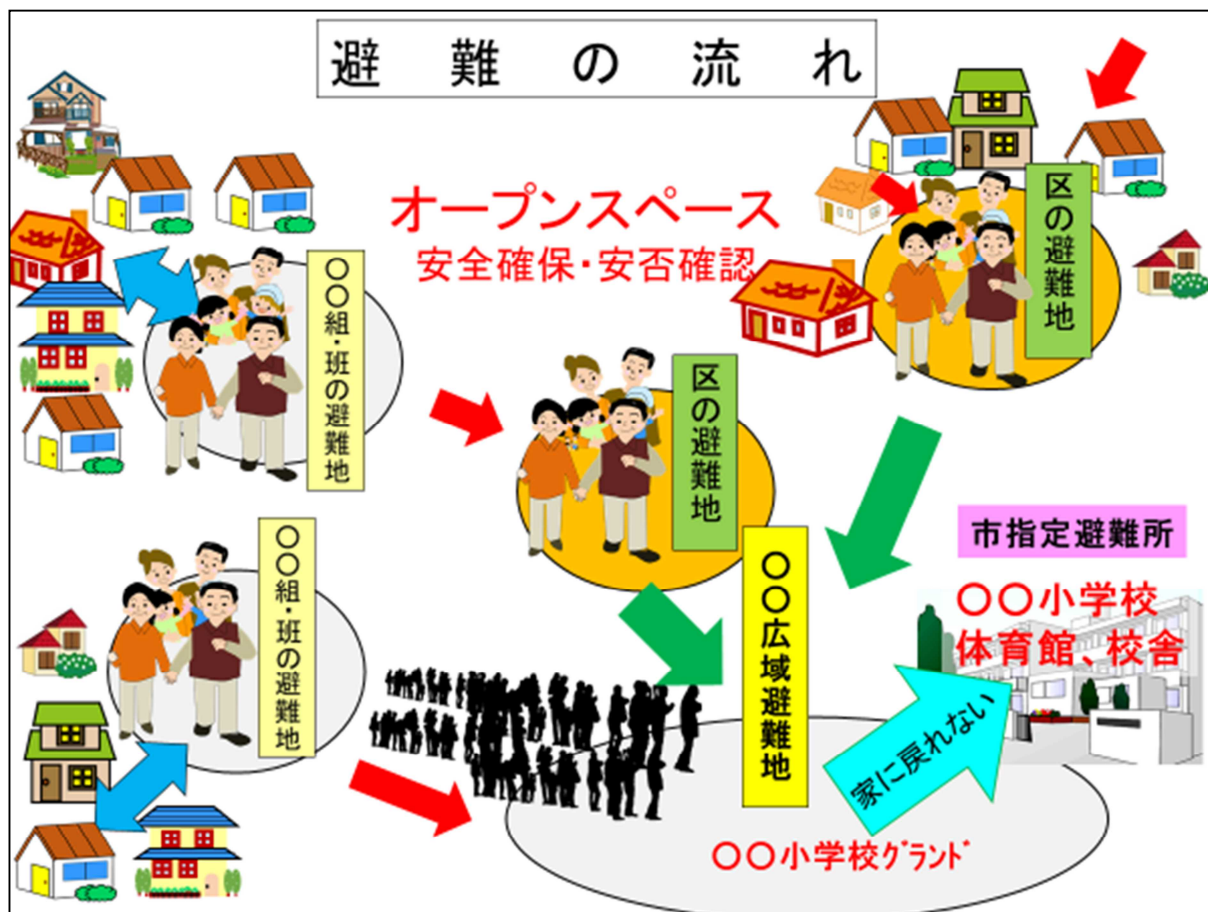 避難の流れ
オープンスペース
安全確保・安否確認
〇〇組・班の避難地
区の避難地
区の避難地
〇〇組・班の避難地
〇〇広域避難地
市指定避難所
〇〇小学校
体育館、校舎
家に戻れない
〇〇小学校ｸﾞﾗﾝﾄﾞ